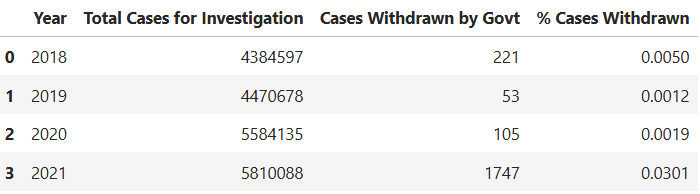 Year Total Cases for Investigation Cases Withdrawn by Govt % Cases Withdrawn
0 2018 4384597 221 0.0050
1 2019 4470678 53 0.0012
2 2020 5584135 105 0.0019
3 2021 5810088 1747 0.0301